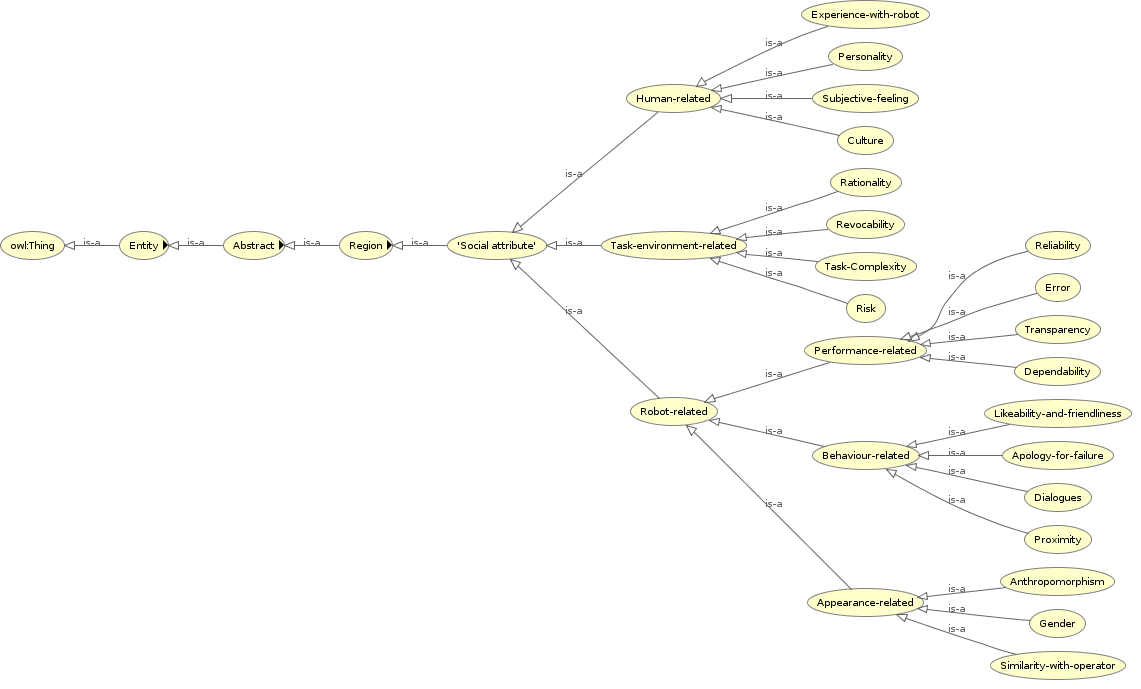 Experience-with-robot
is-a
Personality
is-a
Human-related
is-a
Subjective-feeling
is-a
Culture
is-a
Rationality
is-a
Revocability
is-a
owl:Thing
is-a
Entity
is-a
Abstract
is-a
Region
is-a
'Social attribute'
is-a
Task-environment-related
is-a
Task-Complexity
is-a
Risk
Reliability
is-a
Error
is-a
is-a
Transparency
is-a
Performance-related
is-a
Dependability
is-a
Robot-related
is-a
Likeability-and-friendliness
is-a
Behaviour-related
is-a
Apology-for-failure
is-a
Dialogues
is-a
is-a
Proximity
Anthropomorphism
is-a
Appearance-related
is-a
Gender
is-a
Similarity-with-operator